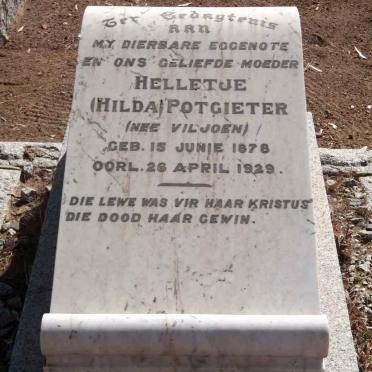 Ter Gedagtenis
AAN
MY DIERBARE EGGENOTE
EN ONS GELIEFDE MOEDER
HELLETJE
(HILDA) POTGIETER
(NEE VILJOEN)
GEB. 15 JUNIE 1878
OORL. 26 APRIL 1929.
DIE LEWE WAS VIR HAAR KRISTUS
DIE DOOD HAAR GEWIN.